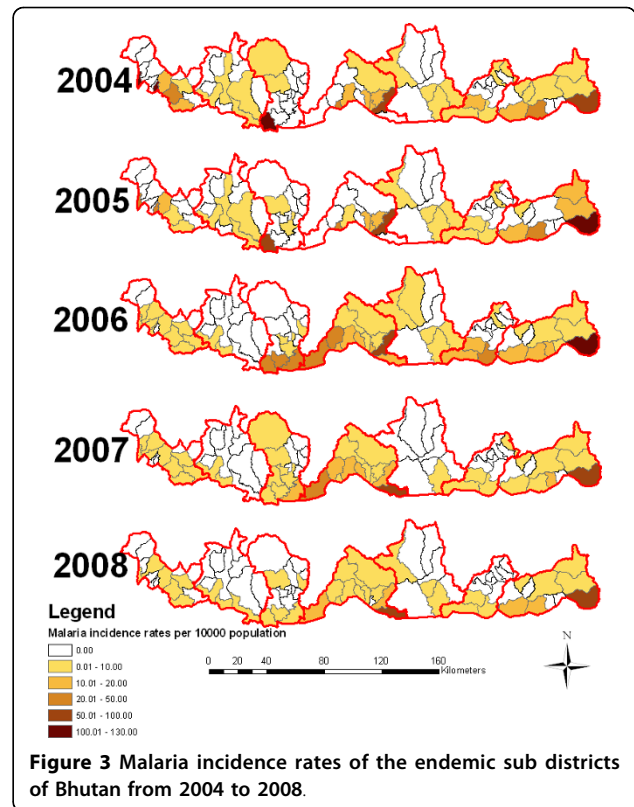 2004
2005
2006
2007
2008
Legend
Malaria incidence rates per 10000 population
0.00
0.01 - 10.00
10.01 - 20.00
20.01 - 50.00
50.01 - 100.00
100.01 - 130.00
0 20 40 80 120 160
Kilometers
N
Figure 3 Malaria incidence rates of the endemic sub districts
of Bhutan from 2004 to 2008.